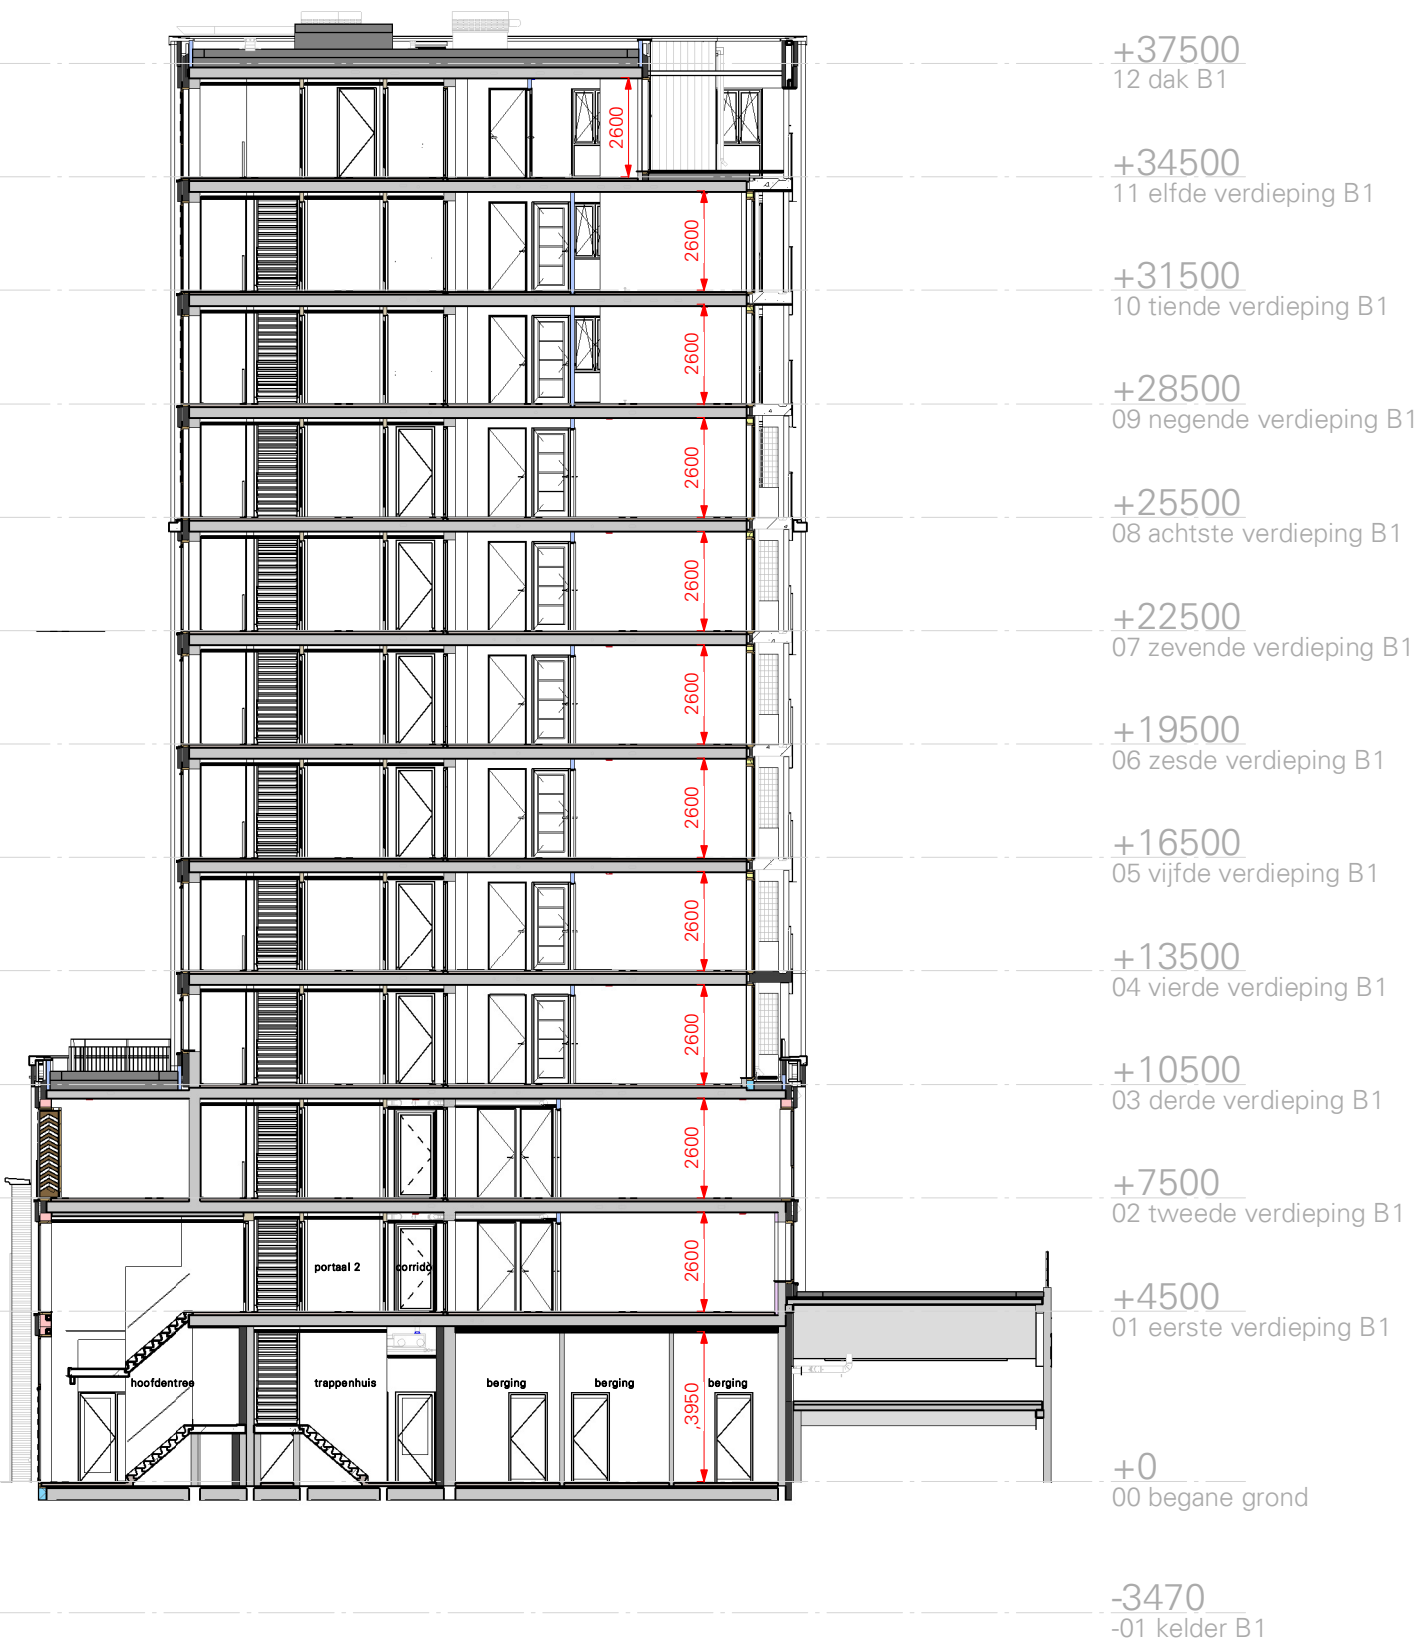 +37500
12 dak B1
2600
+34500
11 elfde verdieping B1
2600
+31500
10 tiende verdieping B1
2600
+28500
09 negende verdieping B1
2600
+25500
08 achtste verdieping B1
2600
+22500
07 zevende verdieping B1
2600
+19500
06 zesde verdieping B1
2600
+16500
05 vijfde verdieping B1
2600
+13500
04 vierde verdieping B1
2600
+10500
03 derde verdieping B1
2600
+7500
02 tweede verdieping B1
portaal 2
corrido
2600
+4500
01 eerste verdieping B1
hoofdentree
trappenhuis
berging
berging
berging
,3950
+0
00 begane grond
-3470
-01 kelder B1